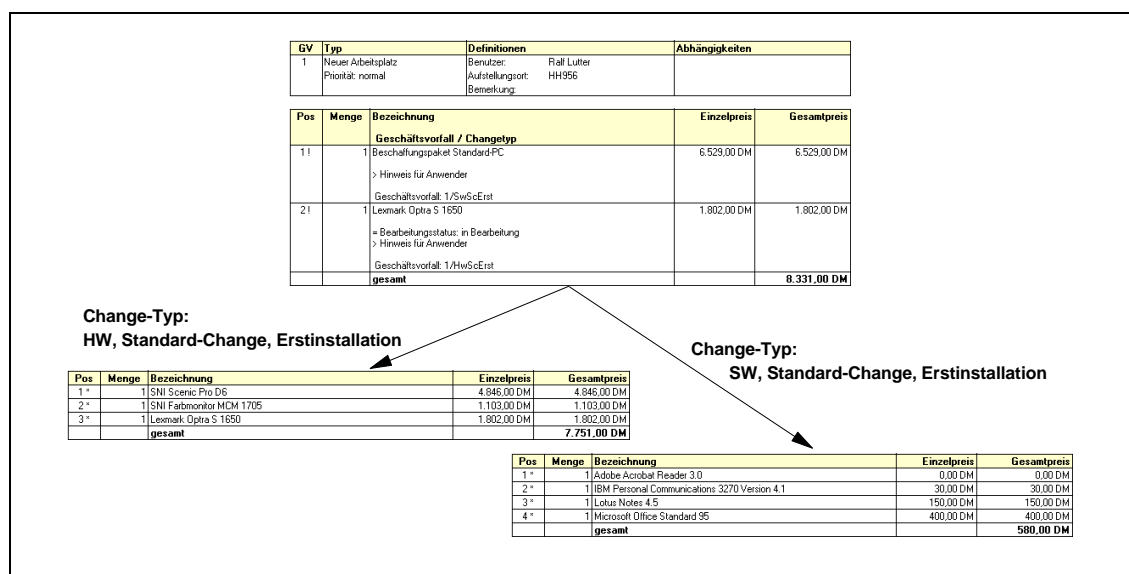 GV Typ Definitionen Abhängigkeiten
1 Neuer Arbeitsplatz Benutzer: Ralf Lutter
Priorität: normal Aufstellungsort: HH956
Bemerkung:
Pos Menge Bezeichnung Einzelpreis Gesamtpreis
Geschäftsvorfall / Changetyp
1 ! 1 Beschaffungspaket Standard-PC 6.529,00 DM 6.529,00 DM
> Hinweis für Anwender
Geschäftsvorfall: 1/SwScErst
2 ! 1 Lexmark Optra S 1650 1.802,00 DM 1.802,00 DM
= Bearbeitungsstatus: in Bearbeitung
> Hinweis für Anwender
Geschäftsvorfall: 1/HwScErst
gesamt 8.331,00 DM
Change-Typ:
HW, Standard-Change, Erstinstallation
Change-Typ:
SW, Standard-Change, Erstinstallation
Pos Menge Bezeichnung Einzelpreis Gesamtpreis
1 * 1 SNI Scenic Pro D6 4.846,00 DM 4.846,00 DM
2 * 1 SNI Farbmonitor MCM 1705 1.103,00 DM 1.103,00 DM
3 * 1 Lexmark Optra S 1650 1.802,00 DM 1.802,00 DM
gesamt 7.751,00 DM
Pos Menge Bezeichnung Einzelpreis Gesamtpreis
1 * 1 Adobe Acrobat Reader 3.0 0,00 DM 0,00 DM
2 * 1 IBM Personal Communications 3270 Version 4.1 30,00 DM 30,00 DM
3 * 1 Lotus Notes 4.5 150,00 DM 150,00 DM
4 * 1 Microsoft Office Standard 95 400,00 DM 400,00 DM
gesamt 580,00 DM